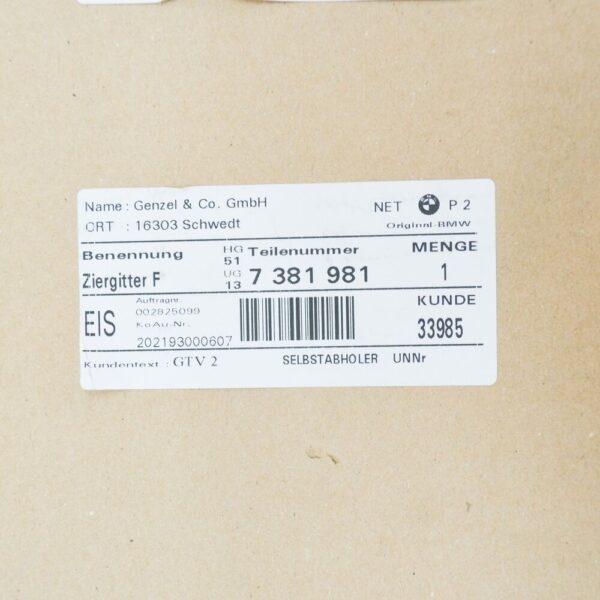 Name : Genzel & Co. GmbH NET P 2
ORT : 16303 Schwedt Original-BMW
Benennung HG 51 Teilenummer MENGE
Ziergitter F UG 13 7 381 981 1
Auftragnr. KUNDE
EIS 002825099 33985
KoAu-Nr.
202193000607
Kundentext : GTV 2 SELBSTABHOLER UNNr